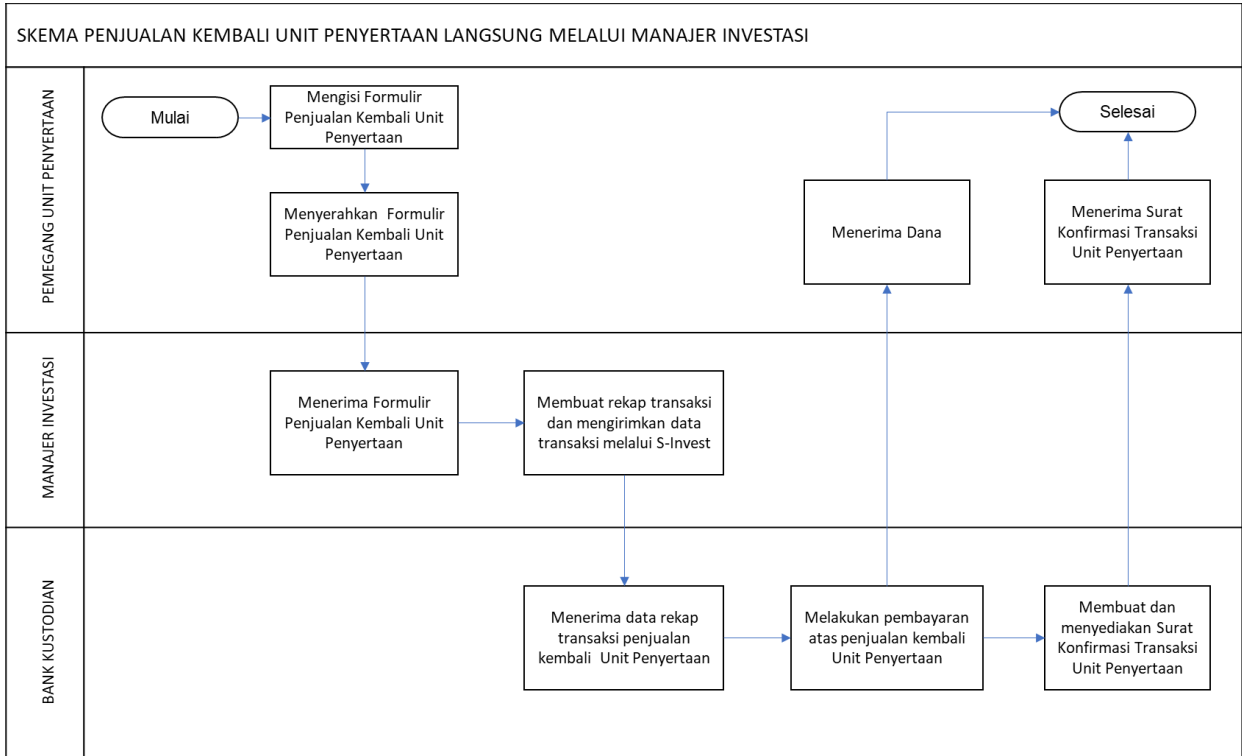 SKEMA PENJUALAN KEMBALI UNIT PENYERTAAN LANGSUNG MELALUI MANAJER INVESTASI
PEMEGANG UNIT PENYERTAAN
Mulai
Mengisi Formulir
Penjualan Kembali Unit
Penyertaan
Menyerahkan Formulir
Penjualan Kembali Unit
Penyertaan
Menerima Dana
Selesai
Menerima Surat
Konfirmasi Transaksi
Unit Penyertaan
MANAJER INVESTASI
Menerima Formulir
Penjualan Kembali Unit
Penyertaan
Membuat rekap transaksi
dan mengirimkan data
transaksi melalui S-Invest
BANK KUSTODIAN
Menerima data rekap
transaksi penjualan
kembali Unit Penyertaan
Melakukan pembayaran
atas penjualan kembali
Unit Penyertaan
Membuat dan
menyediakan Surat
Konfirmasi Transaksi
Unit Penyertaan